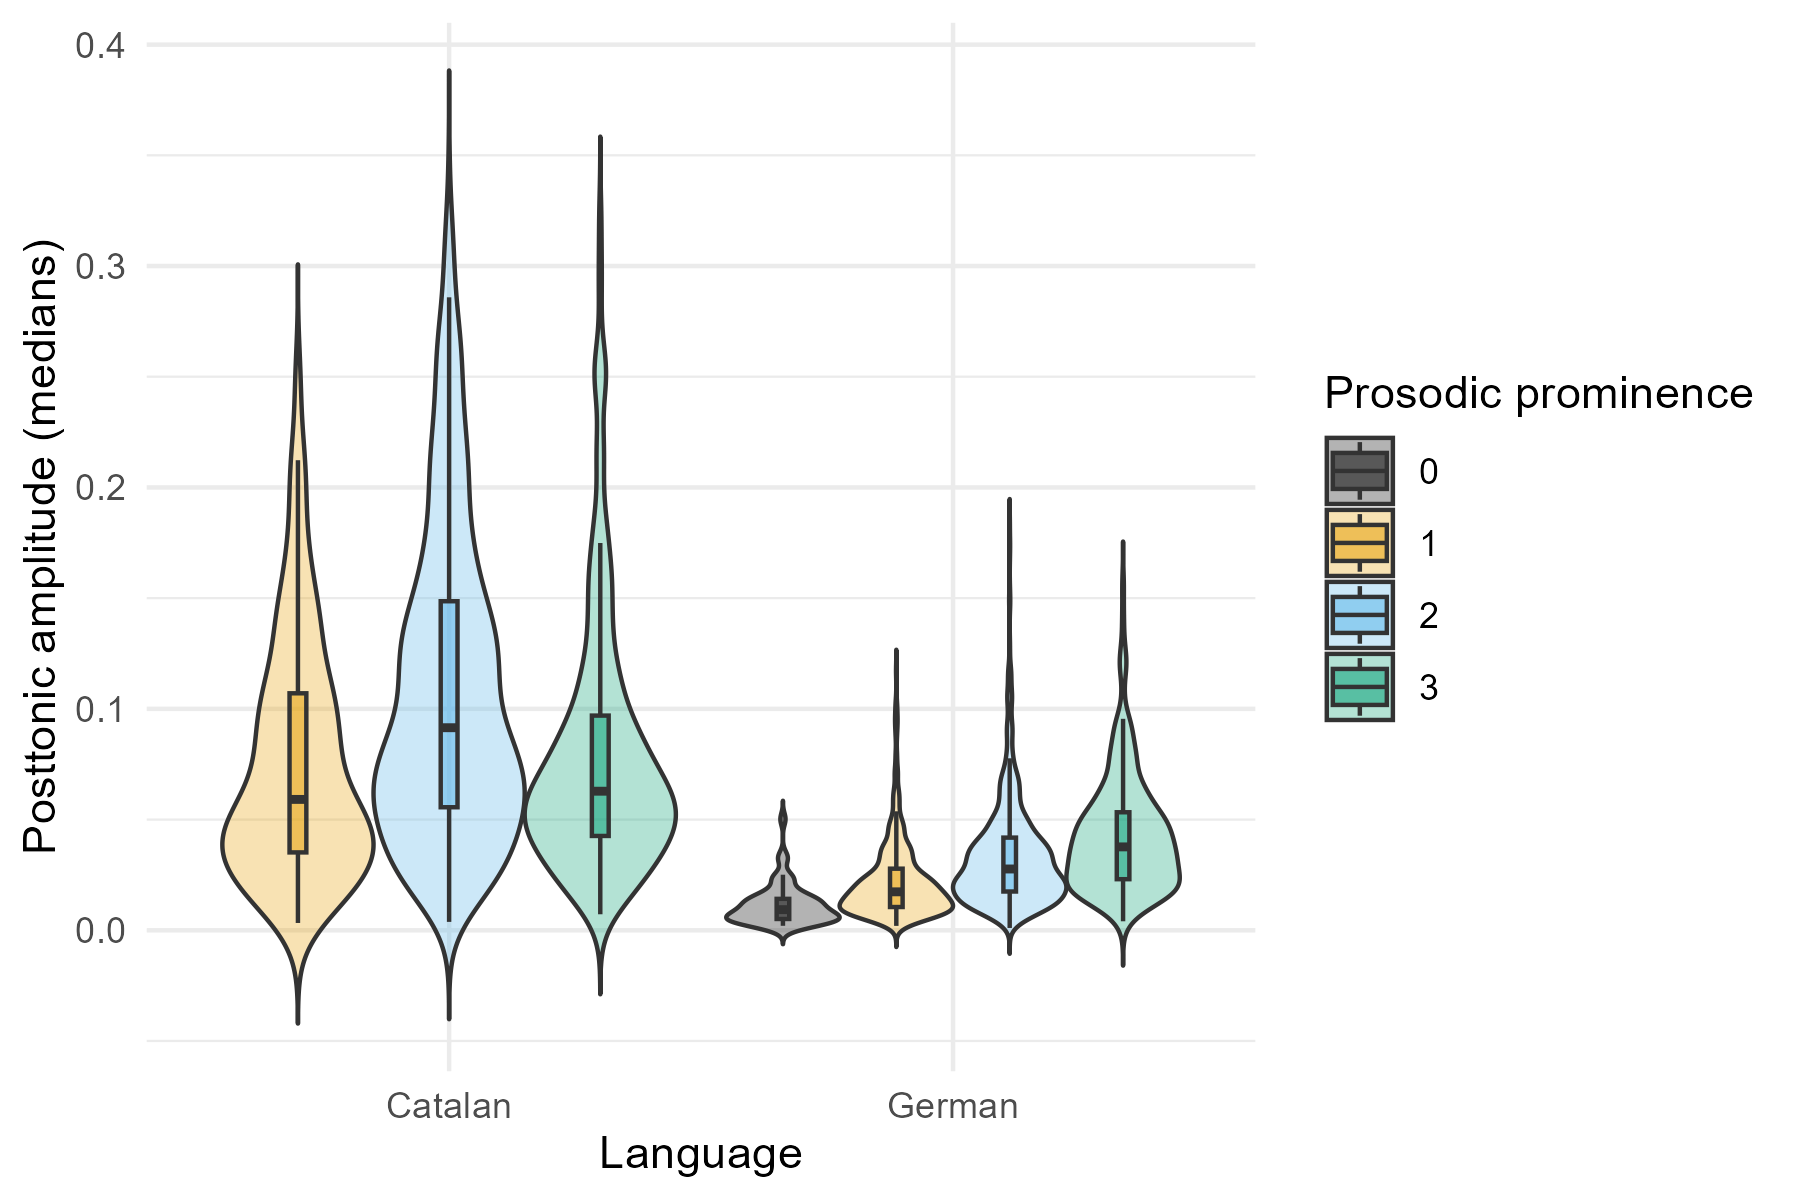 Posttonic amplitude (medians)
0.4
0.3
0.2
0.1
0.0
Catalan
German
Language
Prosodic prominence
0
1
2
3